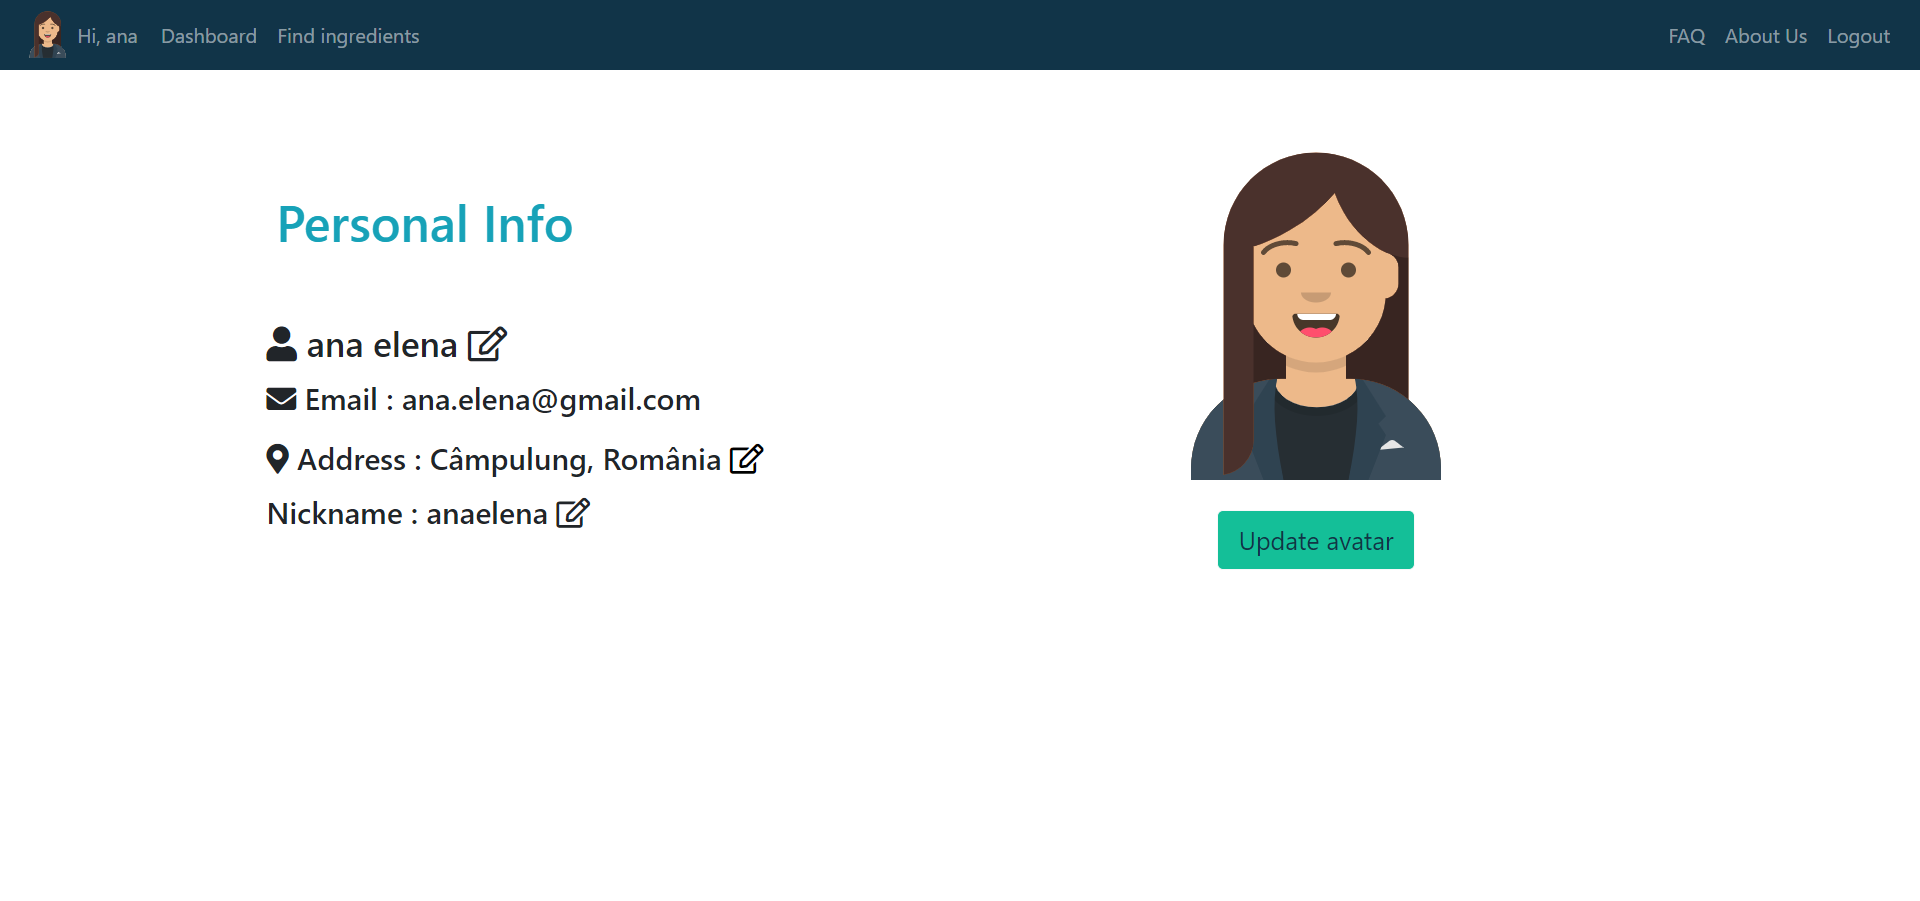 Hi, ana Dashboard Find ingredients FAQ About Us Logout
Personal Info
ana elena
Email : ana.elena@gmail.com
Address : Câmpulung, România
Nickname : anaelena
Update avatar